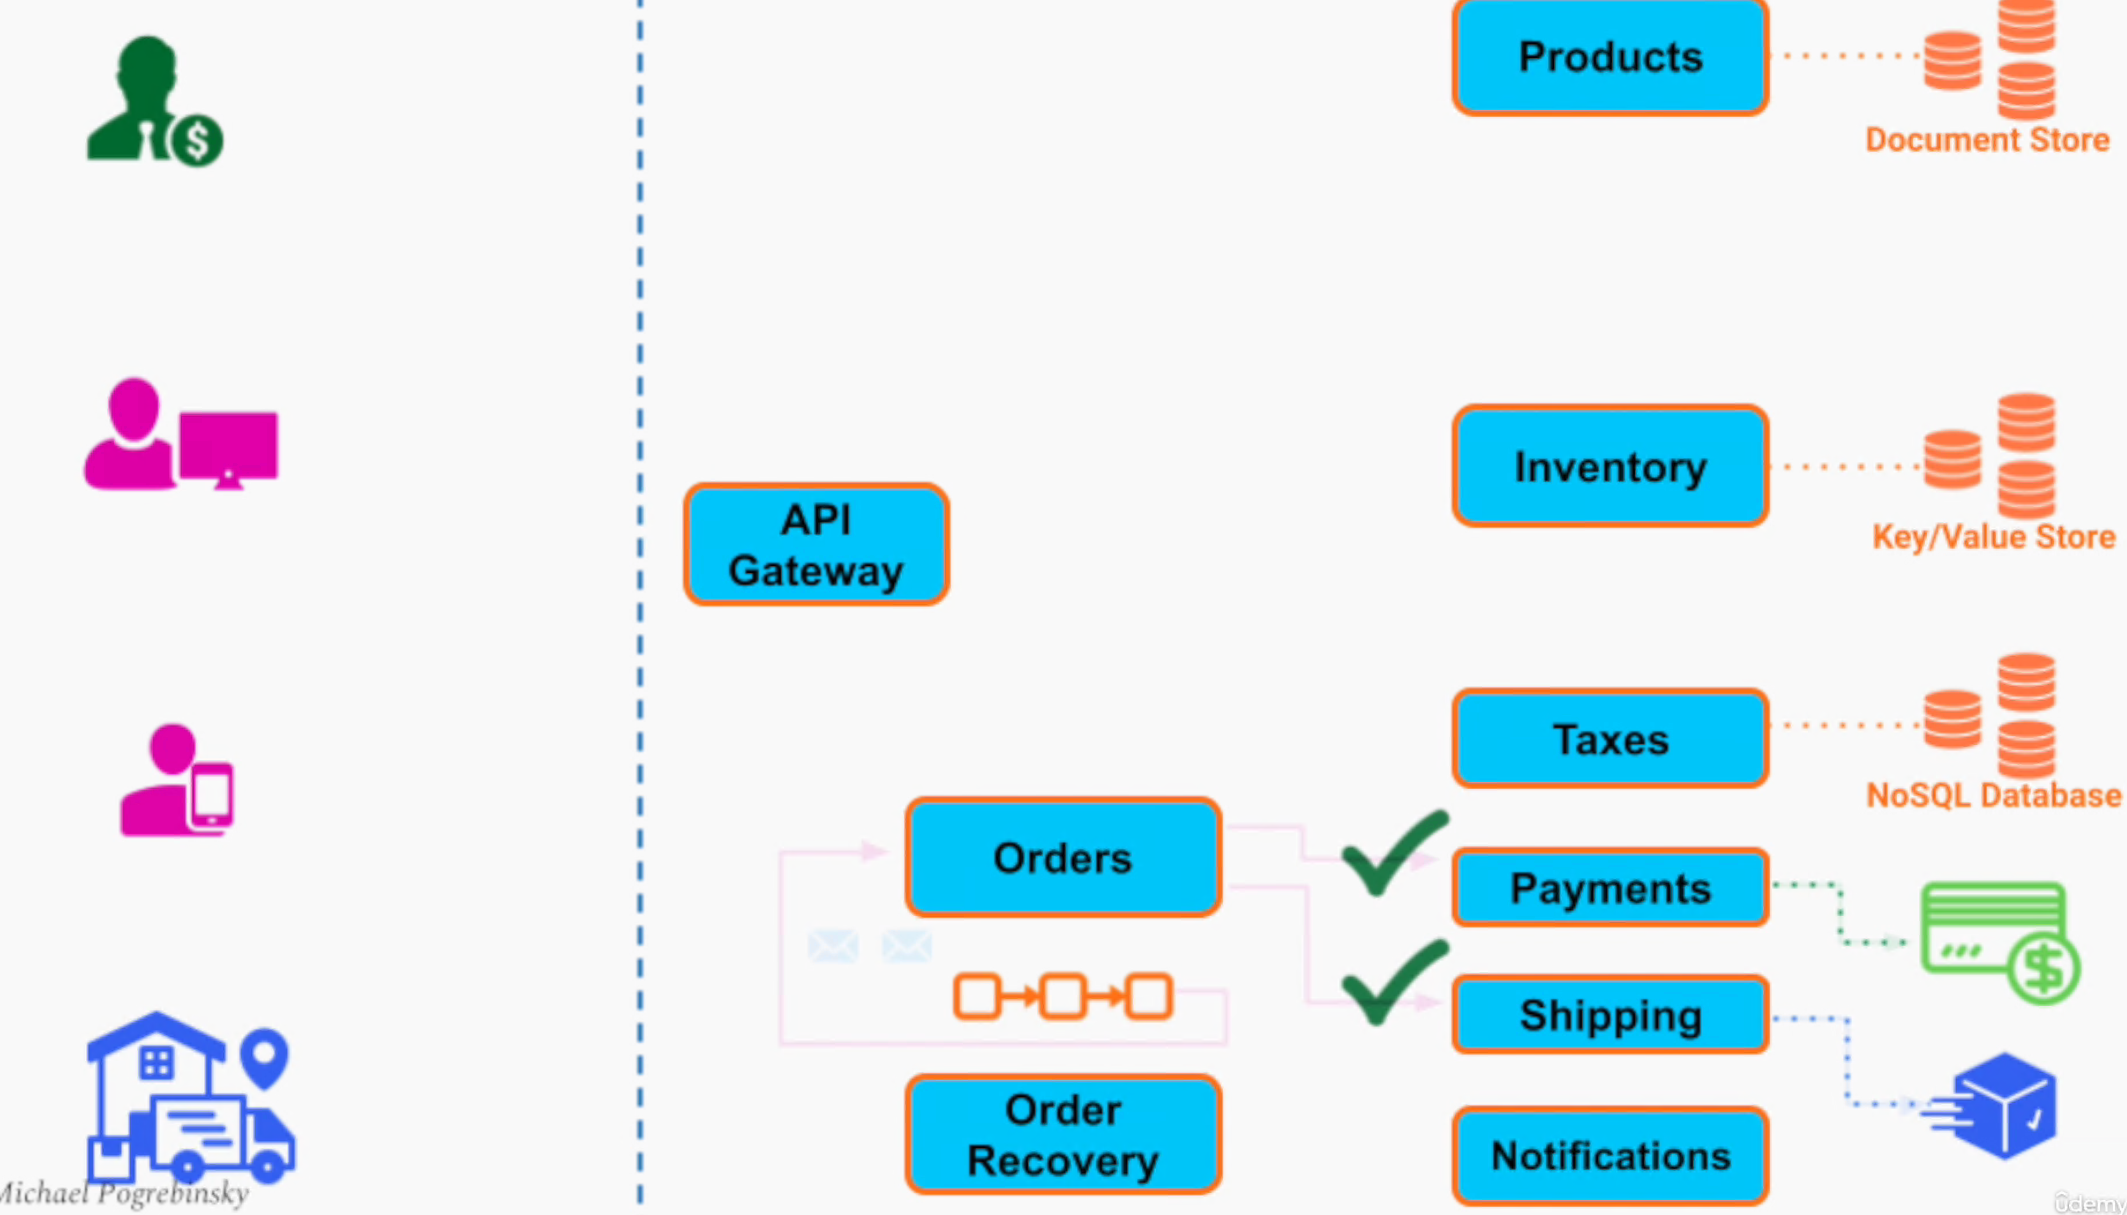 Products
Document Store
Inventory
Key/Value Store
API
Gateway
Taxes
NoSQL Database
Orders
Payments
Shipping
Order
Recovery
Notifications
Michael Pogrebinsky
ûdemy